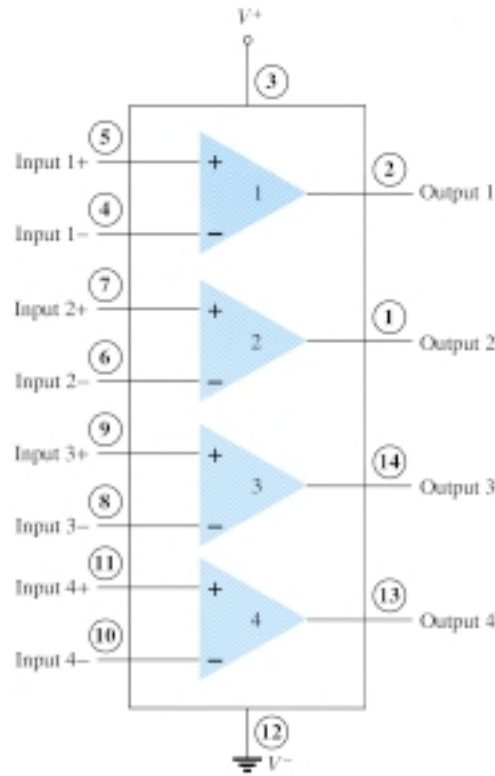 V+
3
5
Input 1+
+
1
2
Output 1
4
Input 1−
−
7
Input 2+
+
2
1
Output 2
6
Input 2−
−
9
Input 3+
+
3
14
Output 3
8
Input 3−
−
11
Input 4+
+
4
13
Output 4
10
Input 4−
−
12
V−